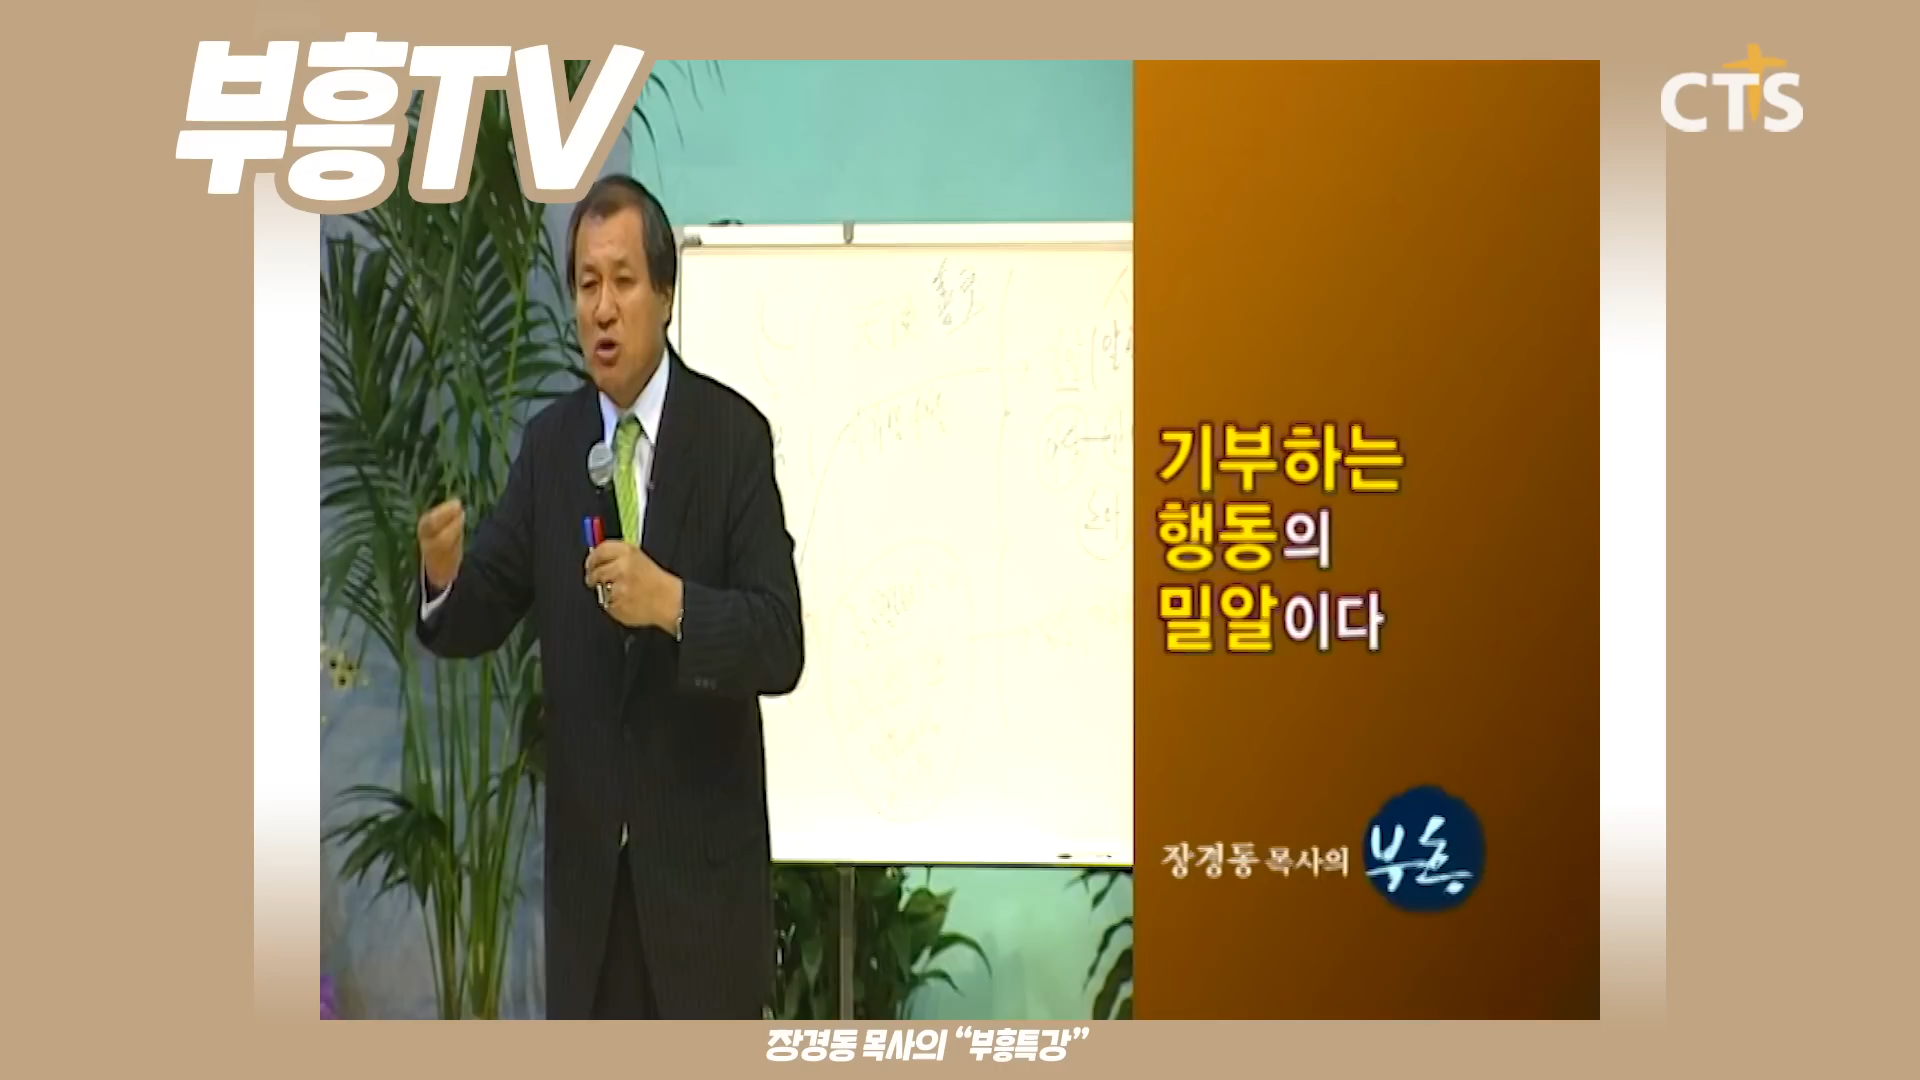 부흥TV
CTS
기부하는
행동의
밀알이다
장경동 목사의 부흥
장경동 목사의 “부흥특강”